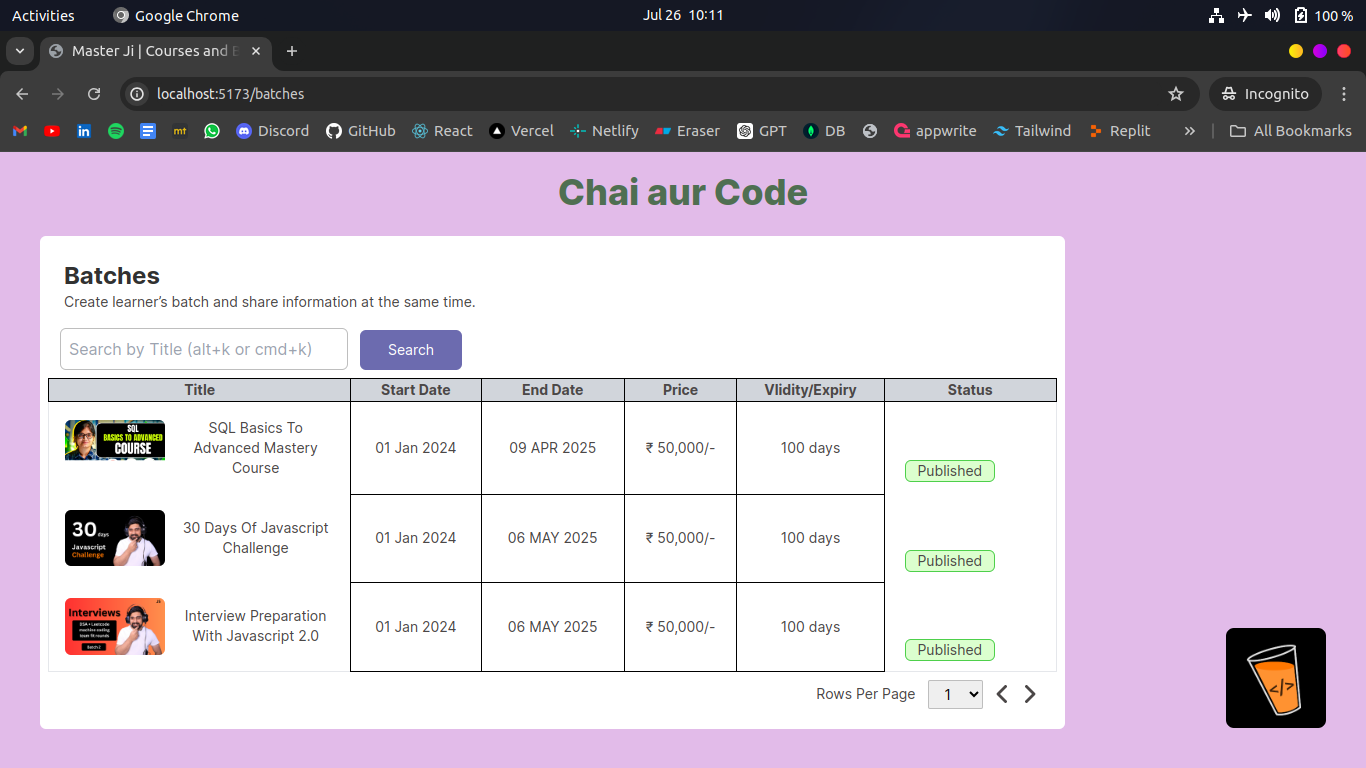 Activities
Google Chrome
Jul 26 10:11
100 %
Master Ji | Courses and
localhost:5173/batches
Incognito
Discord
GitHub
React
Vercel
Netlify
Eraser
GPT
DB
appwrite
Tailwind
Replit
All Bookmarks
Chai aur Code
Batches
Create learner’s batch and share information at the same time.
Search by Title (alt+k or cmd+k)
Search
Title Start Date End Date Price Vlidity/Expiry Status
SQL
BASICS TO ADVANCED
COURSE
SQL Basics To
Advanced Mastery
Course
01 Jan 2024 09 APR 2025 ₹ 50,000/- 100 days
Published
30 days
Javascript
Challenge
30 Days Of Javascript
Challenge
01 Jan 2024 06 MAY 2025 ₹ 50,000/- 100 days
Published
Interviews
DSA + Leetcode
machine coding
Batch 2
Interview Preparation
With Javascript 2.0
01 Jan 2024 06 MAY 2025 ₹ 50,000/- 100 days
Published
Rows Per Page 1
</>